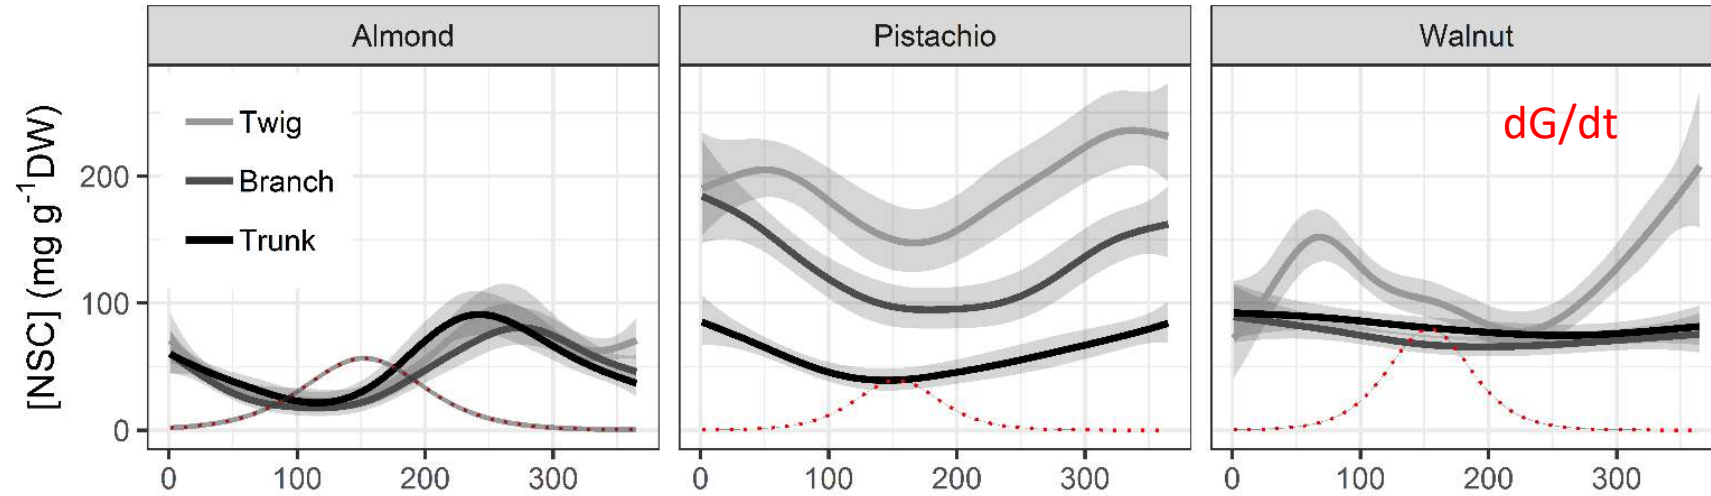 Almond
Pistachio
Walnut
[NSC] (mg g⁻¹DW)
200
100
0
Twig
Branch
Trunk
dG/dt
0 100 200 300
0 100 200 300
0 100 200 300